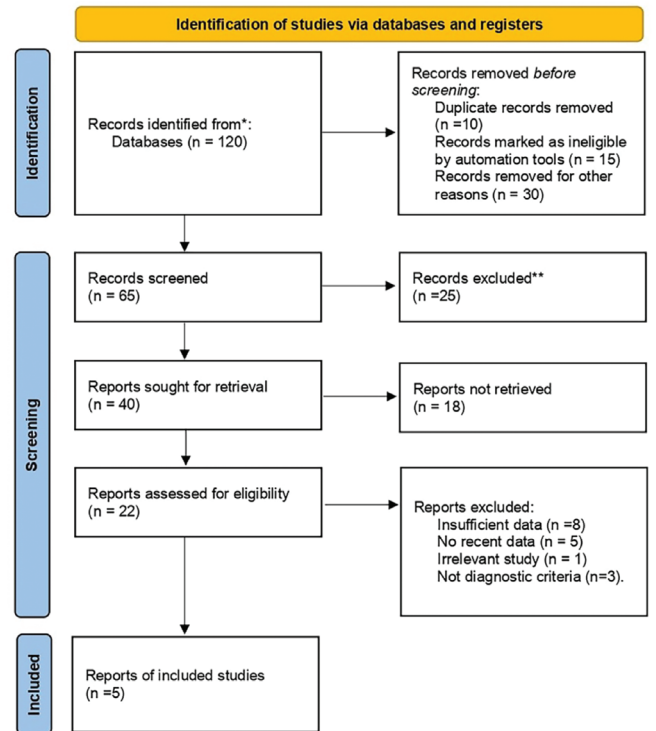 Identification of studies via databases and registers
Identification
Records identified from*:
Databases (n = 120)
Records removed before
screening:
Duplicate records removed
(n =10)
Records marked as ineligible
by automation tools (n = 15)
Records removed for other
reasons (n = 30)
Screening
Records screened
(n = 65)
Records excluded**
(n =25)
Reports sought for retrieval
(n = 40)
Reports not retrieved
(n = 18)
Reports assessed for eligibility
(n = 22)
Reports excluded:
Insufficient data (n =8)
No recent data (n = 5)
Irrelevant study (n = 1)
Not diagnostic criteria (n=3).
Included
Reports of included studies
(n =5)